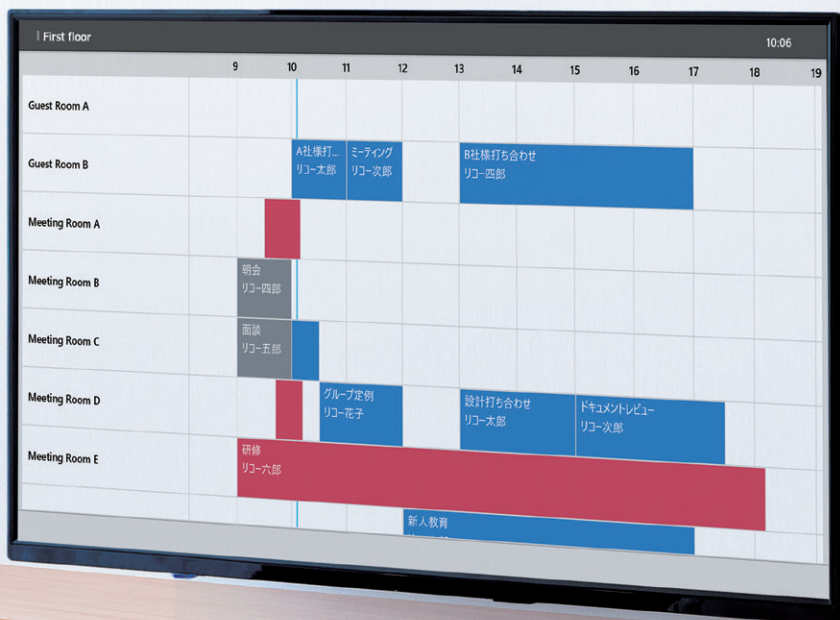 First floor
10:06
9 10 11 12 13 14 15 16 17 18 19
Guest Room A
Guest Room B
A社様打... ミーティング B社様打ち合わせ
リコー太郎 リコー次郎 リコー四郎
Meeting Room A
Meeting Room B
朝会
リコー四郎
Meeting Room C
面談
リコー五郎
Meeting Room D
グループ定例 設計打ち合わせ ドキュメントレビュー
リコー花子 リコー太郎 リコー次郎
Meeting Room E
研修
リコー六郎
新人教育